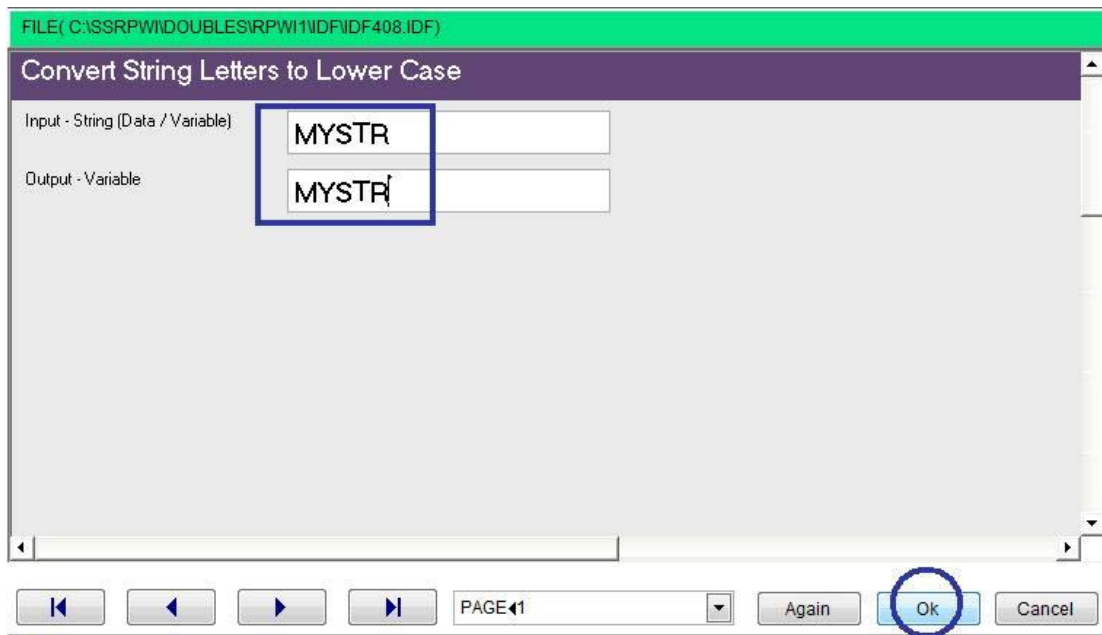 FILE( C:\SSRPWI\DOUBLES\RPWI1\IDF\IDF408.IDF)
Convert String Letters to Lower Case
Input - String (Data / Variable)
MYSTR
Output - Variable
MYSTR
PAGE◀1
Again
Ok
Cancel